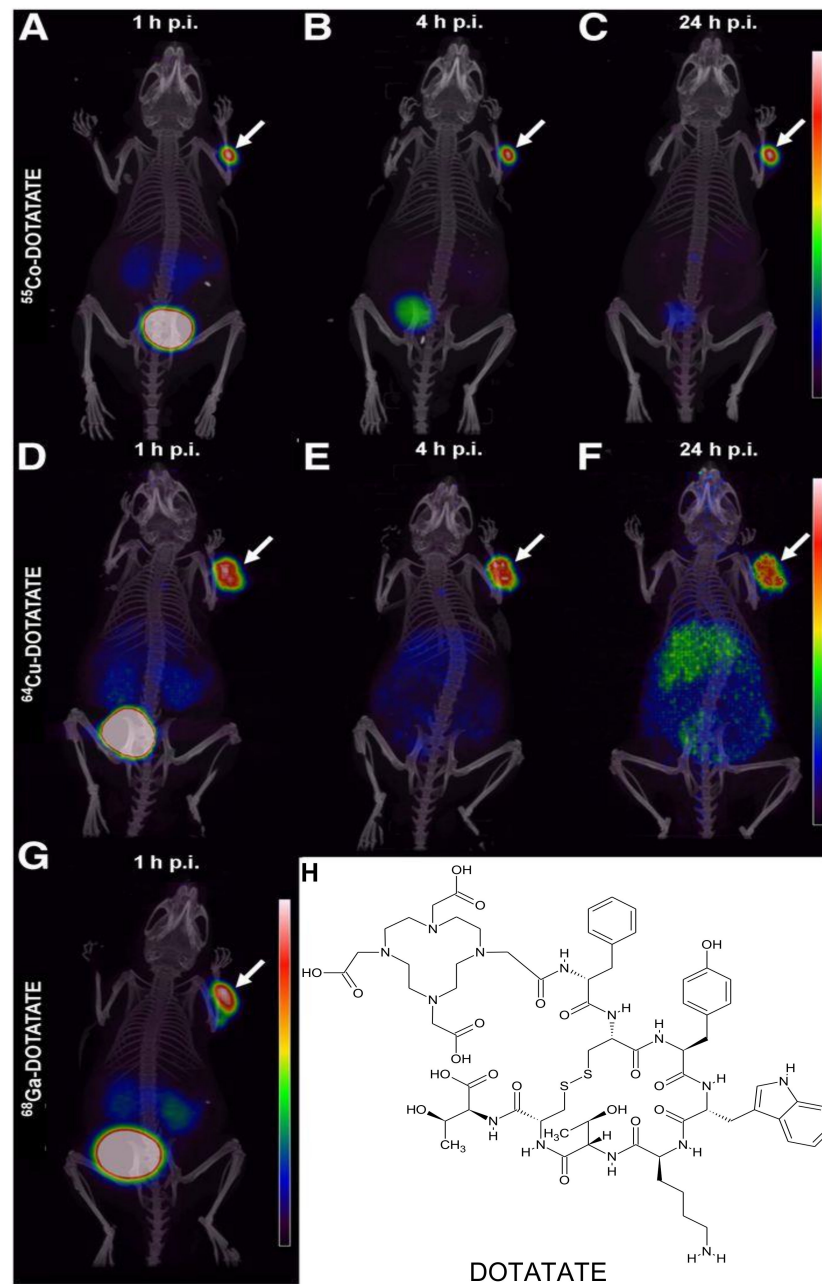 A 1 h p.i.
B 4 h p.i.
C 24 h p.i.
⁵⁵Co-DOTATATE
D 1 h p.i.
E 4 h p.i.
F 24 h p.i.
⁶⁴Cu-DOTATATE
G 1 h p.i.
⁶⁸Ga-DOTATATE
H
OH
O
N
N
N
HO
O
N
O
OH
H
N
O
O
N
H
OH
H
N
O
O
N
H
H
N
S
S
HO
O
HO
CH₃
N
H
O
H₃C
OH
H
N
H
O
N
H
O
O
N
H
H
N
H
DOTATATE